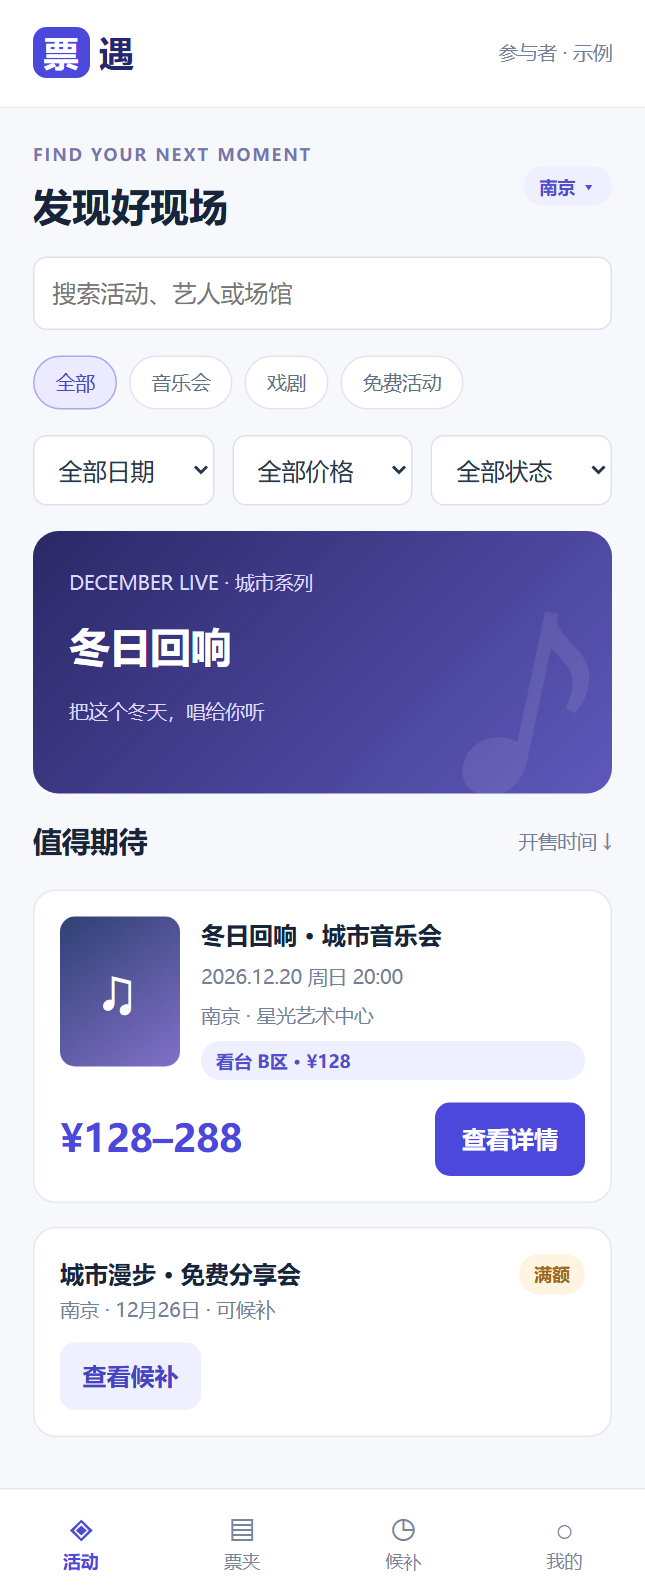 票 遇
参与者 · 示例
FIND YOUR NEXT MOMENT
发现好现场
南京 ▾
搜索活动、艺人或场馆
全部 音乐会 戏剧 免费活动
全部日期 全部价格 全部状态
DECEMBER LIVE · 城市系列
冬日回响
把这个冬天，唱给你听
值得期待
开售时间 ↓
冬日回响 · 城市音乐会
2026.12.20 周日 20:00
南京 · 星光艺术中心
看台 B区 · ¥128
¥128–288
查看详情
城市漫步 · 免费分享会
满额
南京 · 12月26日 · 可候补
查看候补
活动 票夹 候补 我的